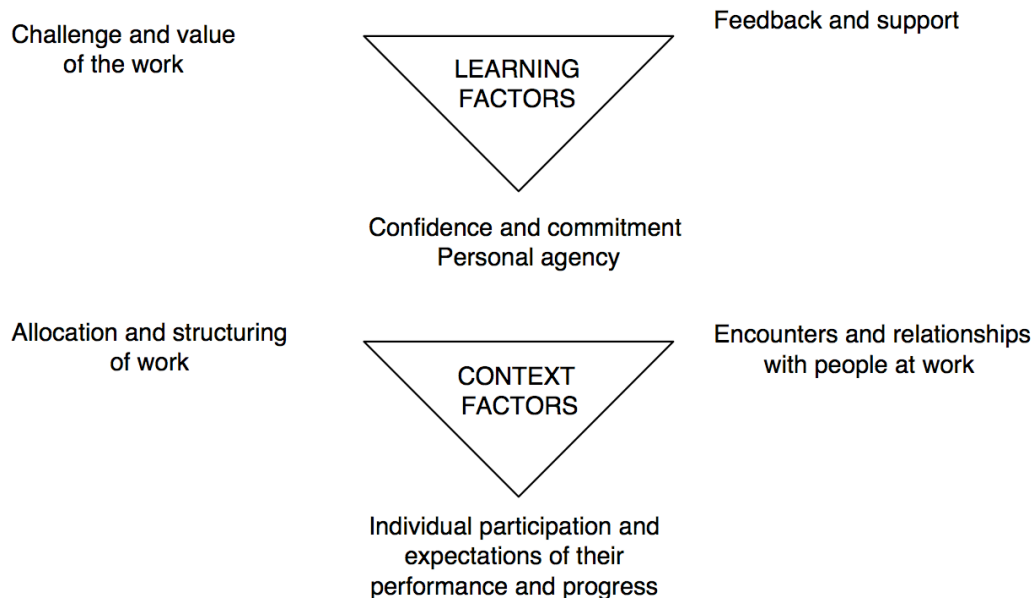 Challenge and value
of the work
Feedback and support
LEARNING
FACTORS
Confidence and commitment
Personal agency
Allocation and structuring
of work
Encounters and relationships
with people at work
CONTEXT
FACTORS
Individual participation and
expectations of their
performance and progress